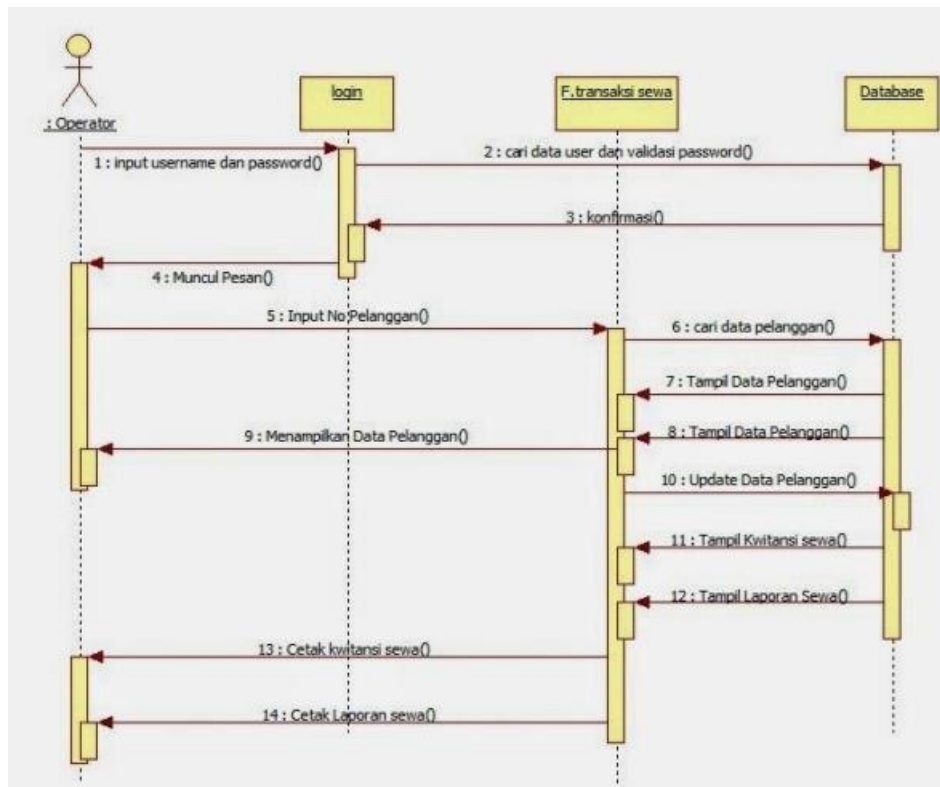 : Operator
login
F.transaksi sewa
Database
1 : input username dan password()
2 : cari data user dan validasi password()
3 : konfirmasi()
4 : Muncul Pesan()
5 : Input No Pelanggan()
6 : cari data pelanggan()
7 : Tampil Data Pelanggan()
8 : Tampil Data Pelanggan()
9 : Menampilkan Data Pelanggan()
10 : Update Data Pelanggan()
11 : Tampil Kwitansi sewa()
12 : Tampil Laporan Sewa()
13 : Cetak kwitansi sewa()
14 : Cetak Laporan sewa()